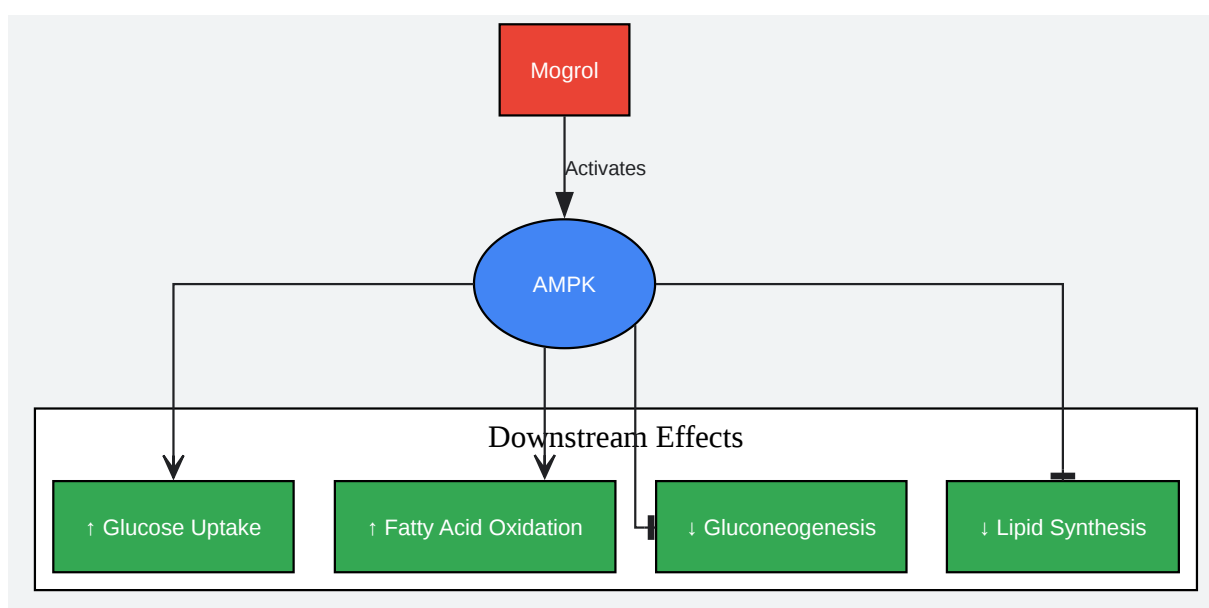 Mogrol
Activates
AMPK
Downstream Effects
↑ Glucose Uptake
↑ Fatty Acid Oxidation
↓ Gluconeogenesis
↓ Lipid Synthesis